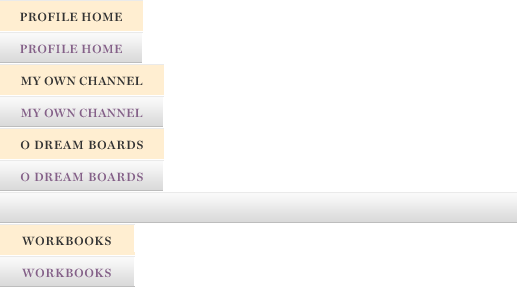 PROFILE HOME
PROFILE HOME
MY OWN CHANNEL
MY OWN CHANNEL
O DREAM BOARDS
O DREAM BOARDS
WORKBOOKS
WORKBOOKS